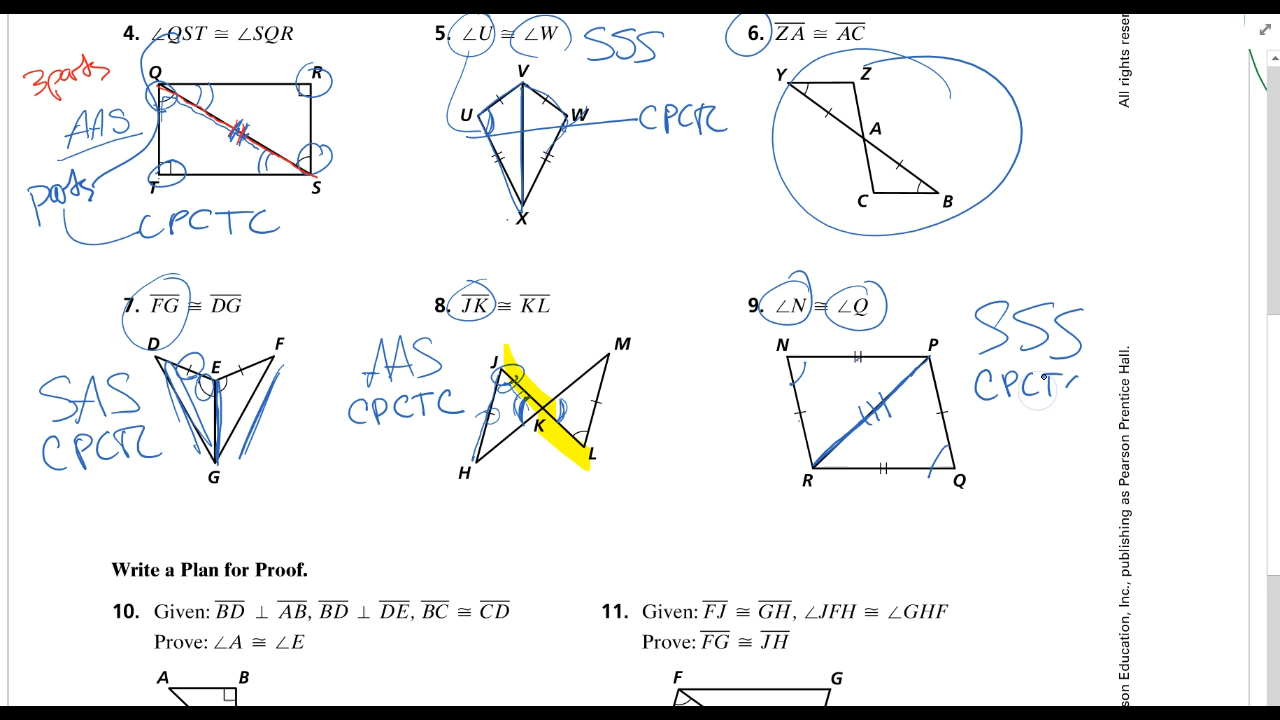 4. ∠QST ≅ ∠SQR
5. ∠U ≅ ∠W
SSS
6. ZA ≅ AC
3 parts
Q
R
AAS
parts
T
S
CPCTC
V
U
W
CPCTC
X
Y
Z
A
C
B
7. FG ≅ DG
D
F
E
SAS
CPCTC
G
8. JK ≅ KL
AAS
CPCTC
J
M
K
L
H
9. ∠N ≅ ∠Q
N
P
SSS
CPCT
R
Q
Write a Plan for Proof.
10. Given: BD ⊥ AB, BD ⊥ DE, BC ≅ CD
Prove: ∠A ≅ ∠E
A
B
11. Given: FJ ≅ GH, ∠JFH ≅ ∠GHF
Prove: FG ≅ JH
F
G
son Education, Inc., publishing as Pearson Prentice Hall.
All rights reser